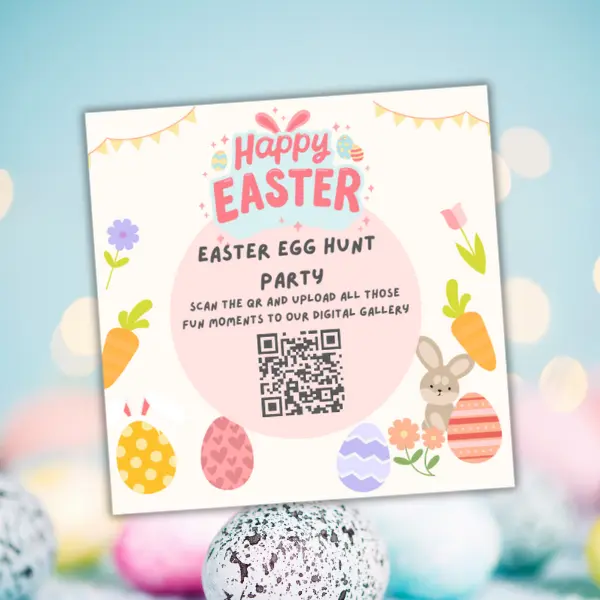 Happy
EASTER
EASTER EGG HUNT
PARTY
SCAN THE QR AND UPLOAD ALL THOSE
FUN MOMENTS TO OUR DIGITAL GALLERY